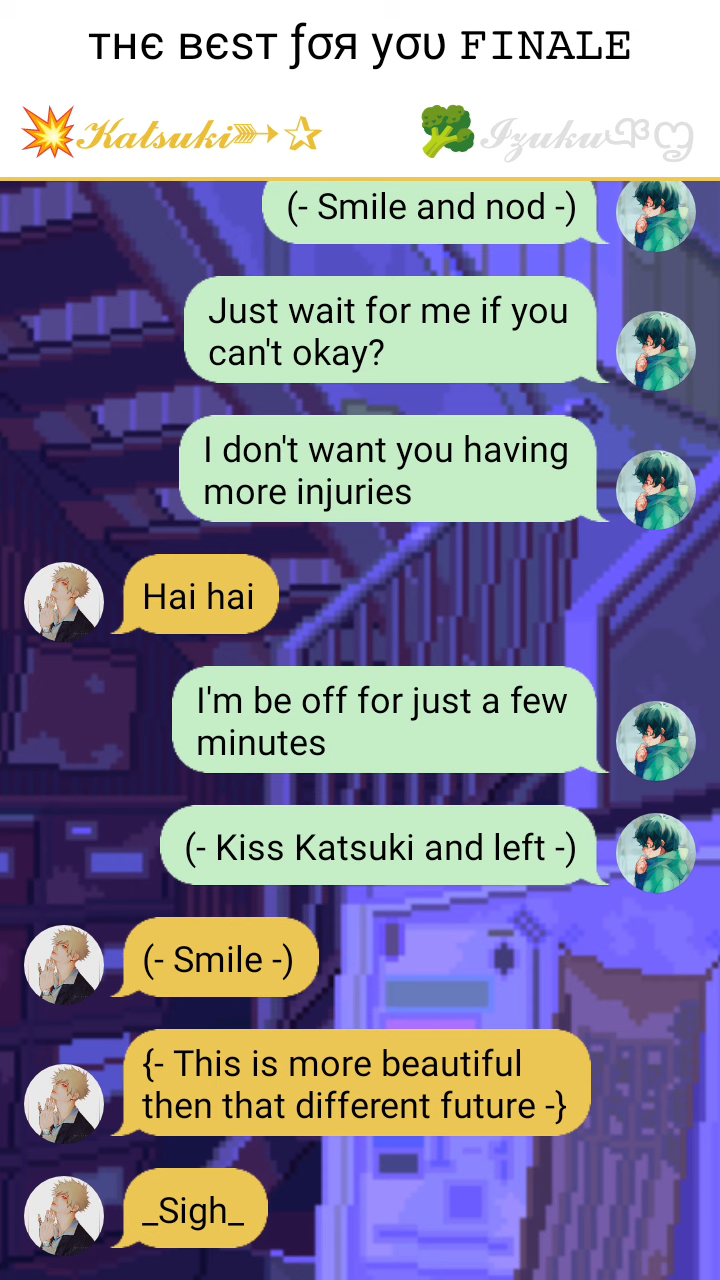 тнє вєѕт fσя уσυ 𝙵𝙸𝙽𝙰𝙻𝙴
💥𝓚𝓪𝓽𝓼𝓾𝓴𝓲➳✰
🥦𝓘𝔃𝓾𝓴𝓾ঔღ
(- Smile and nod -)
Just wait for me if you
can't okay?
I don't want you having
more injuries
Hai hai
I'm be off for just a few
minutes
(- Kiss Katsuki and left -)
(- Smile -)
{- This is more beautiful
then that different future -}
_Sigh_